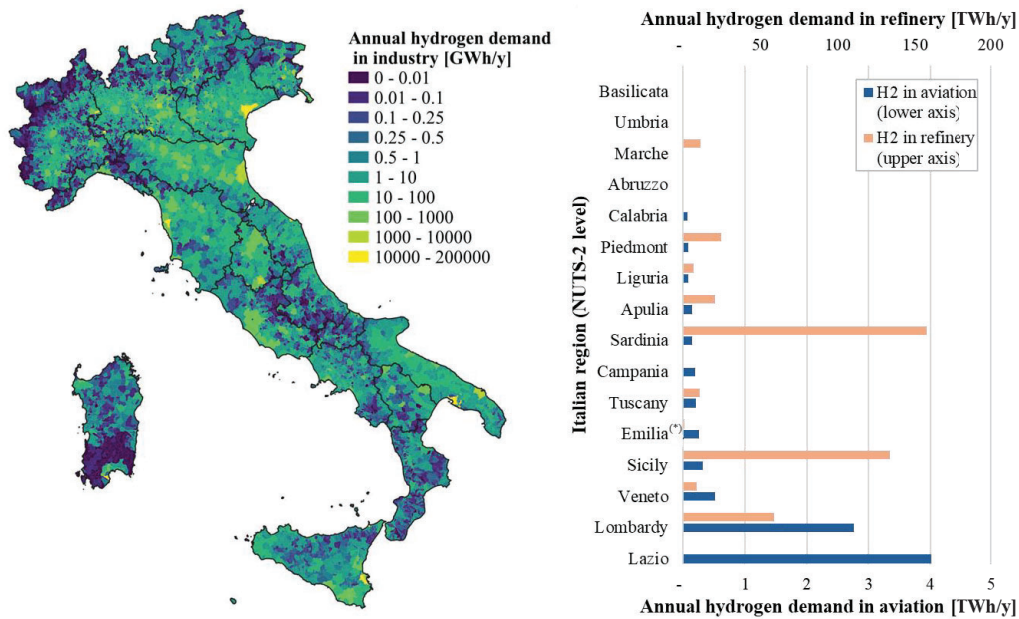 Annual hydrogen demand
in industry [GWh/y]
0 - 0.01
0.01 - 0.1
0.1 - 0.25
0.25 - 0.5
0.5 - 1
1 - 10
10 - 100
100 - 1000
1000 - 10000
10000 - 200000
Annual hydrogen demand in refinery [TWh/y]
- 50 100 150 200
H2 in aviation
(lower axis)
H2 in refinery
(upper axis)
Italian region (NUTS-2 level)
Basilicata
Umbria
Marche
Abruzzo
Calabria
Piedmont
Liguria
Apulia
Sardinia
Campania
Tuscany
Emilia(*)
Sicily
Veneto
Lombardy
Lazio
- 1 2 3 4 5
Annual hydrogen demand in aviation [TWh/y]